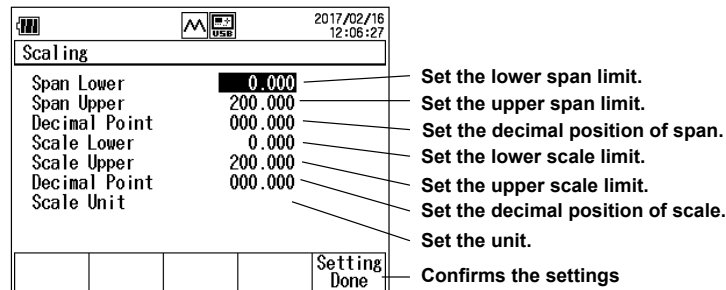 USB
2017/02/16
12:06:27
Scaling
Span Lower 0.000 Set the lower span limit.
Span Upper 200.000 Set the upper span limit.
Decimal Point 000.000 Set the decimal position of span.
Scale Lower 0.000 Set the lower scale limit.
Scale Upper 200.000 Set the upper scale limit.
Decimal Point 000.000 Set the decimal position of scale.
Scale Unit Set the unit.
Setting
Done Confirms the settings